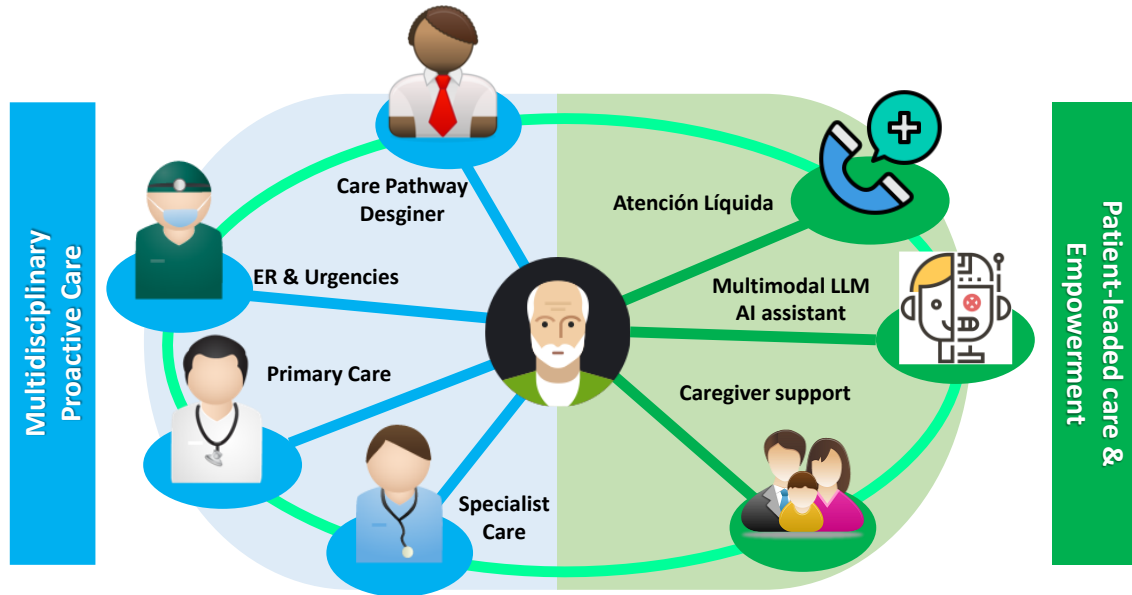 Multidisciplinary
Proactive Care
Care Pathway
Desginer
ER & Urgencies
Primary Care
Specialist
Care
Atención Líquida
Multimodal LLM
AI assistant
Caregiver support
Patient-leaded care &
Empowerment